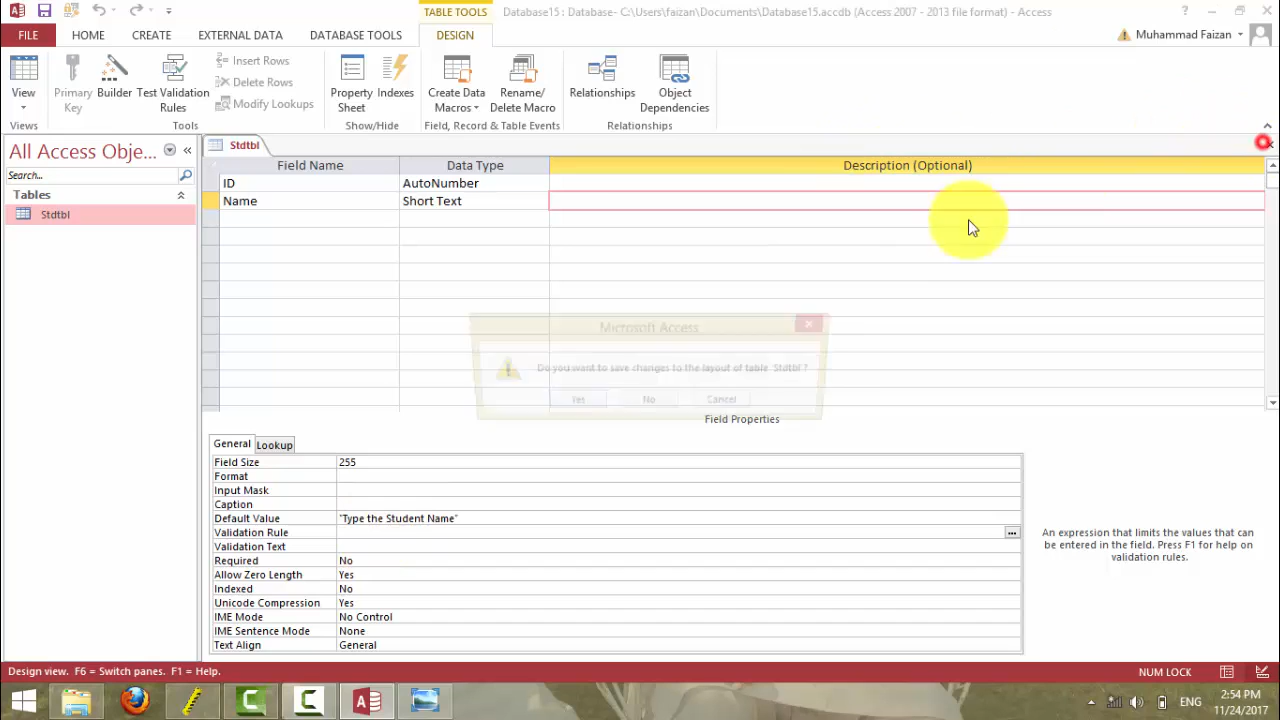 TABLE TOOLS
Database15 : Database- C:\Users\faizan\Documents\Database15.accdb (Access 2007 - 2013 file format) - Access
FILE HOME CREATE EXTERNAL DATA DATABASE TOOLS DESIGN Muhammad Faizan
View
Primary Key
Builder
Test Validation Rules
Insert Rows
Delete Rows
Modify Lookups
Property Sheet
Indexes
Create Data Macros
Rename/ Delete Macro
Relationships
Object Dependencies
Views Tools Show/Hide Field, Record & Table Events Relationships
All Access Obje...
Search...
Tables
Stdtbl
Stdtbl
Field Name Data Type Description (Optional)
ID AutoNumber
Name Short Text
Microsoft Access
Do you want to save changes to the layout of table 'Stdtbl'?
Yes No Cancel
Field Properties
General Lookup
Field Size 255
Format
Input Mask
Caption
Default Value "Type the Student Name"
Validation Rule
Validation Text
Required No
Allow Zero Length Yes
Indexed No
Unicode Compression Yes
IME Mode No Control
IME Sentence Mode None
Text Align General
An expression that limits the values that can
be entered in the field. Press F1 for help on
validation rules.
Design view. F6 = Switch panes. F1 = Help. NUM LOCK
ENG
2:54 PM
11/24/2017